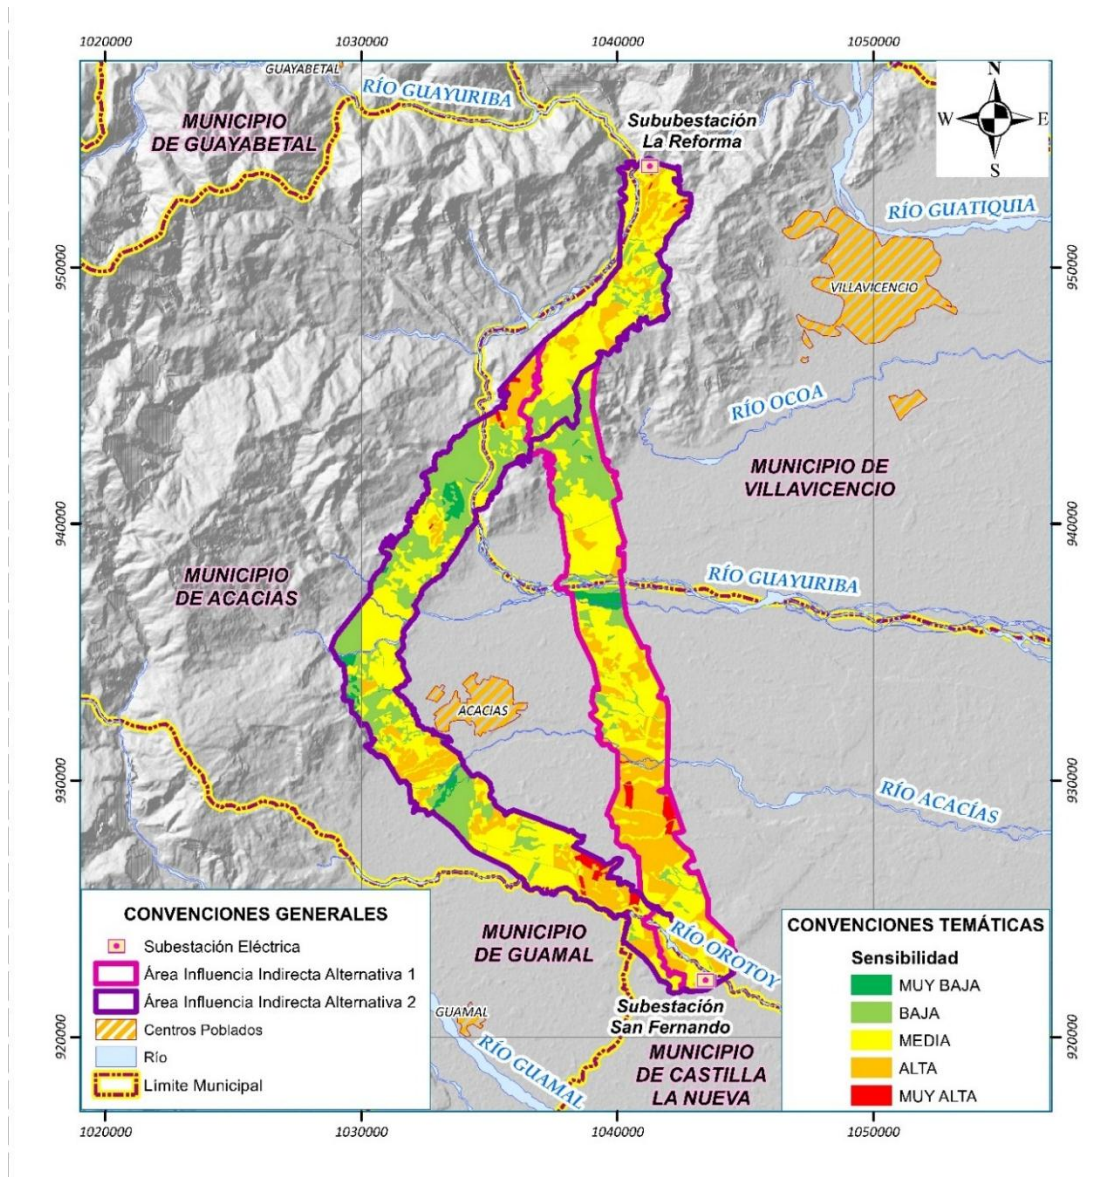 1020000
1030000
1040000
1050000
GUAYABETAL
RÍO GUAYURIBA
MUNICIPIO
DE GUAYABETAL
Sububestación
La Reforma
N
W
E
S
RÍO GUATIQUIA
950000
950000
VILLAVICENCIO
RÍO OCOA
MUNICIPIO DE
VILLAVICENCIO
940000
940000
MUNICIPIO
DE ACACIAS
RÍO GUAYURIBA
ACACIAS
930000
930000
RÍO ACACÍAS
CONVENCIONES GENERALES
Subestación Eléctrica
Área Influencia Indirecta Alternativa 1
Área Influencia Indirecta Alternativa 2
Centros Poblados
Río
Límite Municipal
MUNICIPIO
DE GUAMAL
RÍO OROTOY
Subestación
San Fernando
GUAMAL
RÍO GUAMAL
MUNICIPIO
DE CASTILLA
LA NUEVA
CONVENCIONES TEMÁTICAS
Sensibilidad
MUY BAJA
BAJA
MEDIA
ALTA
MUY ALTA
920000
920000
1020000
1030000
1040000
1050000